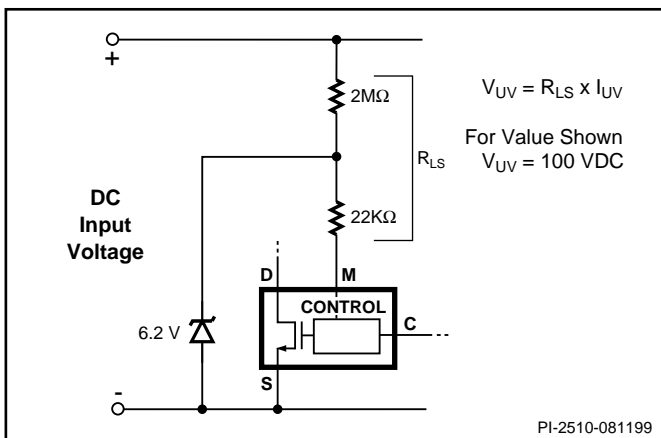 +
2MΩ
R_LS
V_UV = R_LS x I_UV
For Value Shown
V_UV = 100 VDC
DC
Input
Voltage
22KΩ
D
M
CONTROL
C
6.2 V
S
-
PI-2510-081199